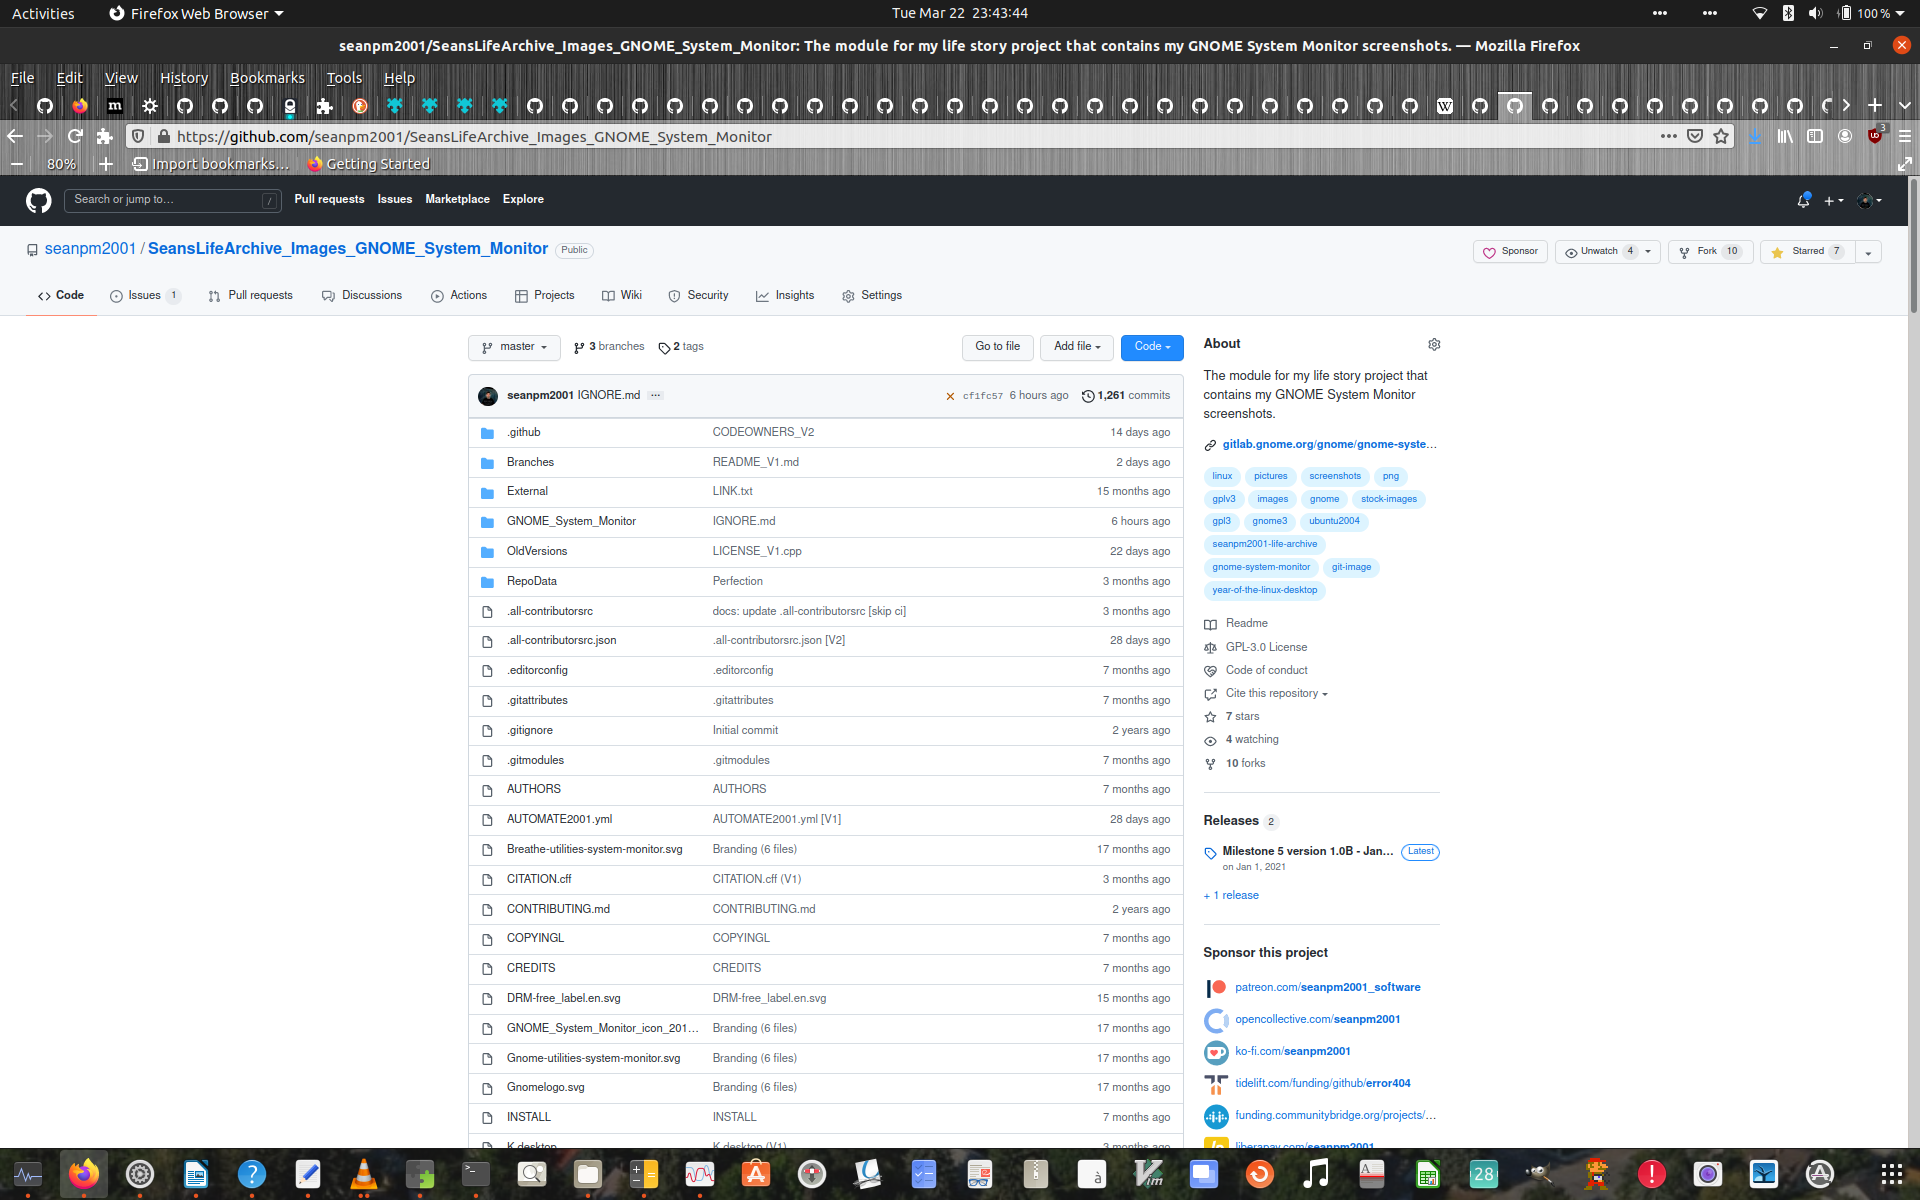 Activities Firefox Web Browser Tue Mar 22 23:43:44 100 %
seanpm2001/SeansLifeArchive_Images_GNOME_System_Monitor: The module for my life story project that contains my GNOME System Monitor screenshots. — Mozilla Firefox
File Edit View History Bookmarks Tools Help
https://github.com/seanpm2001/SeansLifeArchive_Images_GNOME_System_Monitor 3
80% Import bookmarks… Getting Started
Search or jump to… / Pull requests Issues Marketplace Explore
seanpm2001 / SeansLifeArchive_Images_GNOME_System_Monitor Public Sponsor Unwatch 4 Fork 10 Starred 7
Code Issues 1 Pull requests Discussions Actions Projects Wiki Security Insights Settings
master 3 branches 2 tags Go to file Add file Code
seanpm2001 IGNORE.md cf1fc57 6 hours ago 1,261 commits
.github CODEOWNERS_V2 14 days ago
Branches README_V1.md 2 days ago
External LINK.txt 15 months ago
GNOME_System_Monitor IGNORE.md 6 hours ago
OldVersions LICENSE_V1.cpp 22 days ago
RepoData Perfection 3 months ago
.all-contributorsrc docs: update .all-contributorsrc [skip ci] 3 months ago
.all-contributorsrc.json .all-contributorsrc.json [V2] 28 days ago
.editorconfig .editorconfig 7 months ago
.gitattributes .gitattributes 7 months ago
.gitignore Initial commit 2 years ago
.gitmodules .gitmodules 7 months ago
AUTHORS AUTHORS 7 months ago
AUTOMATE2001.yml AUTOMATE2001.yml [V1] 28 days ago
Breathe-utilities-system-monitor.svg Branding (6 files) 17 months ago
CITATION.cff CITATION.cff (V1) 3 months ago
CONTRIBUTING.md CONTRIBUTING.md 2 years ago
COPYINGL COPYINGL 7 months ago
CREDITS CREDITS 7 months ago
DRM-free_label.en.svg DRM-free_label.en.svg 15 months ago
GNOME_System_Monitor_icon_201… Branding (6 files) 17 months ago
Gnome-utilities-system-monitor.svg Branding (6 files) 17 months ago
Gnomelogo.svg Branding (6 files) 17 months ago
INSTALL INSTALL 7 months ago
K.desktop K.desktop (V1) 3 months ago
About
The module for my life story project that
contains my GNOME System Monitor
screenshots.
gitlab.gnome.org/gnome/gnome-syste…
linux pictures screenshots png
gplv3 images gnome stock-images
gpl3 gnome3 ubuntu2004
seanpm2001-life-archive
gnome-system-monitor git-image
year-of-the-linux-desktop
Readme
GPL-3.0 License
Code of conduct
Cite this repository
7 stars
4 watching
10 forks
Releases 2
Milestone 5 version 1.0B - Jan… Latest
on Jan 1, 2021
+ 1 release
Sponsor this project
patreon.com/seanpm2001_software
opencollective.com/seanpm2001
ko-fi.com/seanpm2001
tidelift.com/funding/github/error404
funding.communitybridge.org/projects/…
liberapay.com/seanpm2001
28